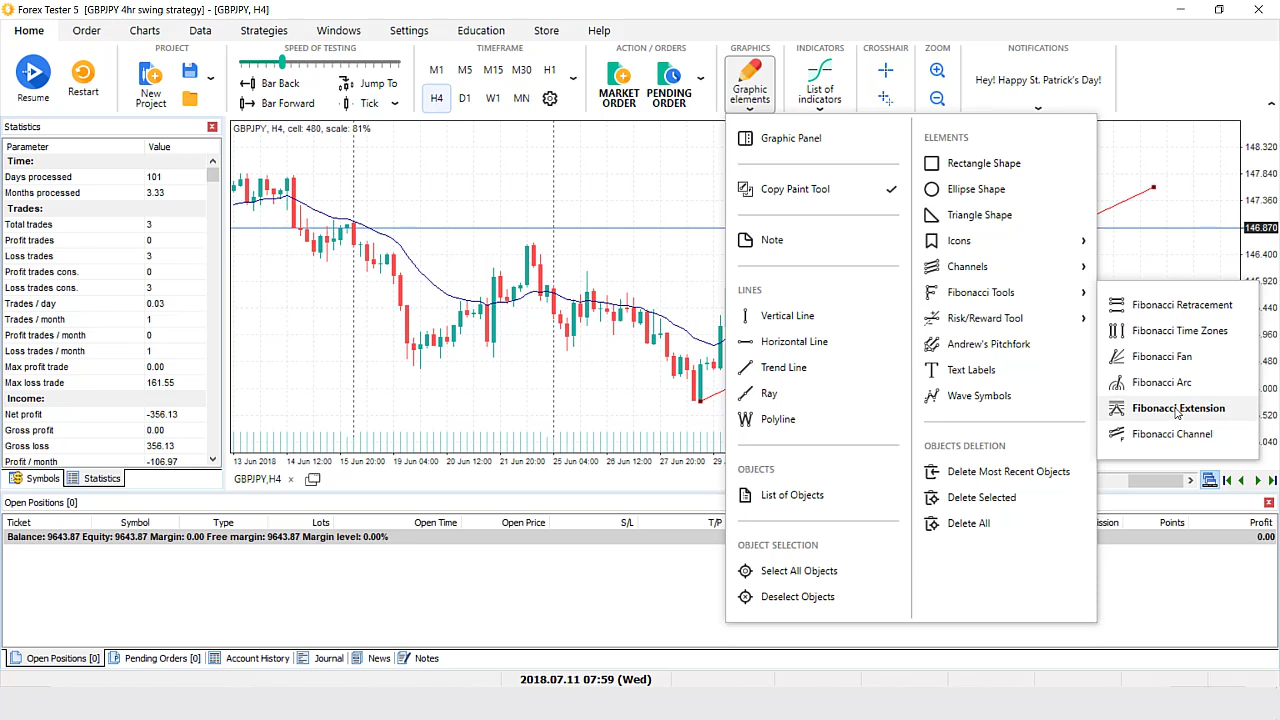 Forex Tester 5 [GBPJPY 4hr swing strategy] - [GBPJPY, H4]
Home Order Charts Data Strategies Windows Settings Education Store Help
PROJECT SPEED OF TESTING TIMEFRAME ACTION / ORDERS GRAPHICS INDICATORS CROSSHAIR ZOOM NOTIFICATIONS
Resume
Restart
New
Project
Bar Back
Jump To
Bar Forward
Tick
M1 M5 M15 M30 H1
H4 D1 W1 MN
MARKET
ORDER
PENDING
ORDER
Graphic
elements
List of
indicators
Hey! Happy St. Patrick's Day!
Statistics
Parameter Value
Time:
Days processed 101
Months processed 3.33
Trades:
Total trades 3
Profit trades 0
Loss trades 3
Profit trades cons. 0
Loss trades cons. 3
Trades / day 0.03
Trades / month 1
Profit trades / month 0
Loss trades / month 1
Max profit trade 0.00
Max loss trade 161.55
Income:
Net profit -356.13
Gross profit 0.00
Gross loss 356.13
Profit / month -106.97
Symbols Statistics
GBPJPY, H4, cell: 480, scale: 81%
13 Jun 2018 14 Jun 12:00 15 Jun 20:00 19 Jun 04:00 20 Jun 12:00 21 Jun 20:00 25 Jun 04:00 26 Jun 12:00 27 Jun 20:00
GBPJPY,H4
148.320
147.840
147.360
146.870
146.400
Graphic Panel
Copy Paint Tool
Note
LINES
Vertical Line
Horizontal Line
Trend Line
Ray
Polyline
OBJECTS
List of Objects
OBJECT SELECTION
Select All Objects
Deselect Objects
ELEMENTS
Rectangle Shape
Ellipse Shape
Triangle Shape
Icons
Channels
Fibonacci Tools
Risk/Reward Tool
Andrew's Pitchfork
Text Labels
Wave Symbols
OBJECTS DELETION
Delete Most Recent Objects
Delete Selected
Delete All
Fibonacci Retracement
Fibonacci Time Zones
Fibonacci Fan
Fibonacci Arc
Fibonacci Extension
Fibonacci Channel
Open Positions [0]
Ticket Symbol Type Lots Open Time Open Price S/L T/P Points Profit
Balance: 9643.87 Equity: 9643.87 Margin: 0.00 Free margin: 9643.87 Margin level: 0.00% 0.00
Open Positions [0] Pending Orders [0] Account History Journal News Notes
2018.07.11 07:59 (Wed)